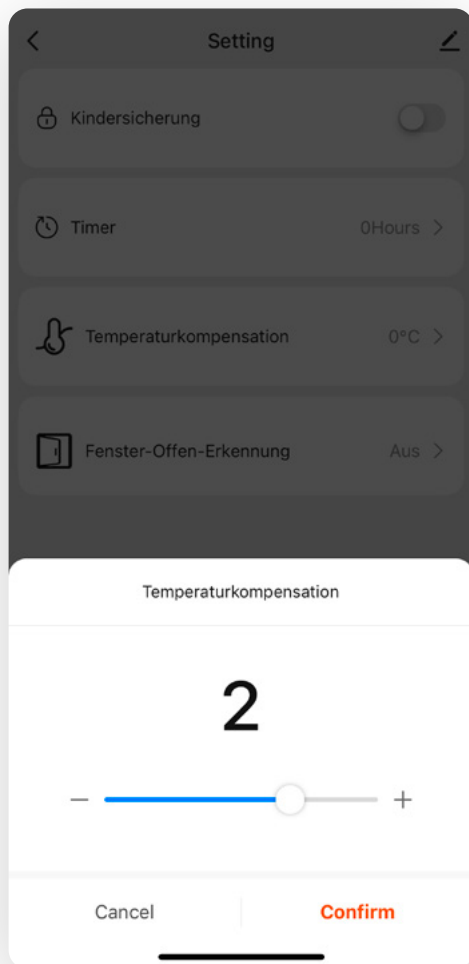 Setting
Kindersicherung
Timer 0Hours
Temperaturkompensation 0°C
Fenster-Offen-Erkennung Aus
Temperaturkompensation
2
Cancel Confirm